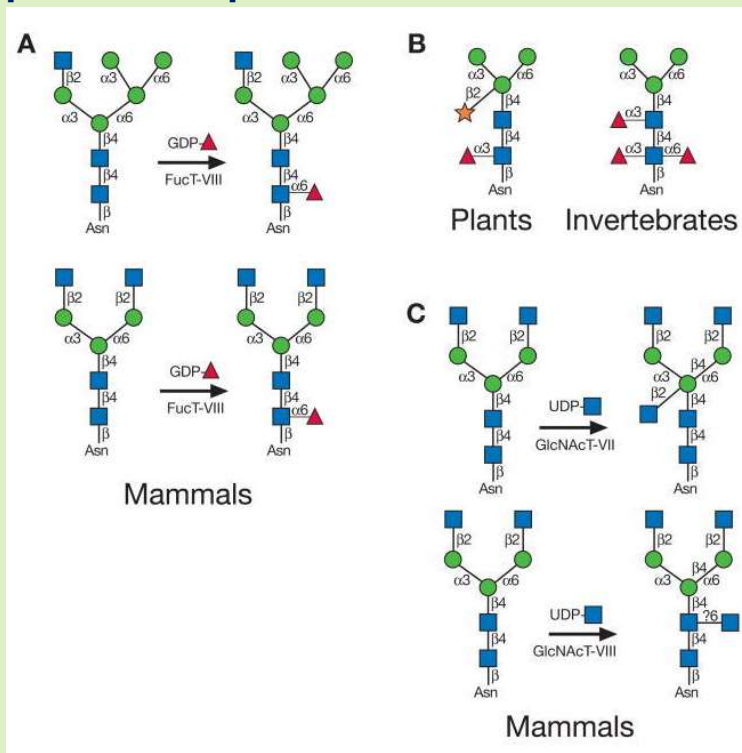 A
β2
α3
α6
α3
α6
β4
β4
β
Asn
GDP-
FucT-VIII
β2
α3
α6
α3
α6
β4
β4
α6
β
Asn
β2
β2
α3
α6
β4
β4
β
Asn
GDP-
FucT-VIII
β2
β2
α3
α6
β4
β4
α6
β
Asn
Mammals
B
α3
α6
β2
β4
β4
α3
β
Asn
Plants
α3
α6
β4
α3
β4
α3
α6
β
Asn
Invertebrates
C
β2
β2
α3
α6
β4
β4
β
Asn
UDP-
GlcNAcT-VII
β2
β2
β4
α3
α6
β2
β4
β4
β
Asn
β2
β2
α3
α6
β4
β4
β
Asn
UDP-
GlcNAcT-VIII
β2
β2
β4
α3
α6
β4
?6
β4
β
Asn
Mammals